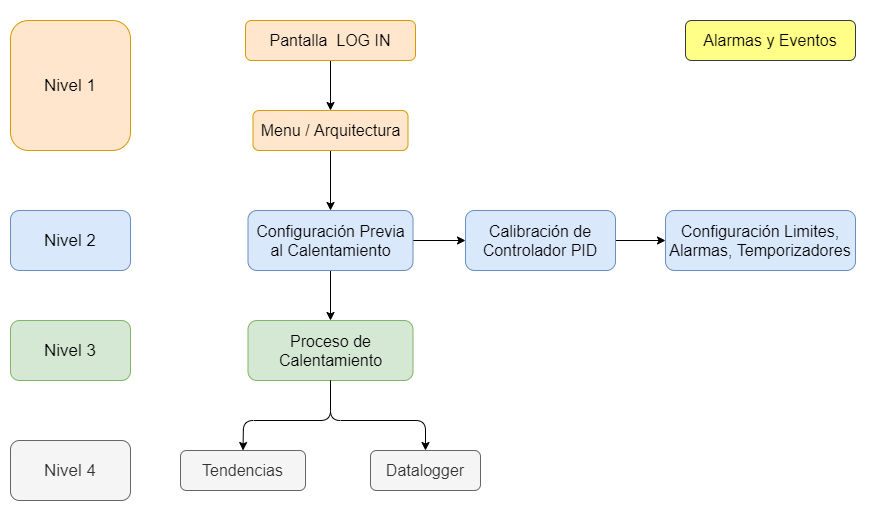 Nivel 1
Pantalla LOG IN
Alarmas y Eventos
Menu / Arquitectura
Nivel 2
Configuración Previa
al Calentamiento
Calibración de
Controlador PID
Configuración Limites,
Alarmas, Temporizadores
Nivel 3
Proceso de
Calentamiento
Nivel 4
Tendencias
Datalogger